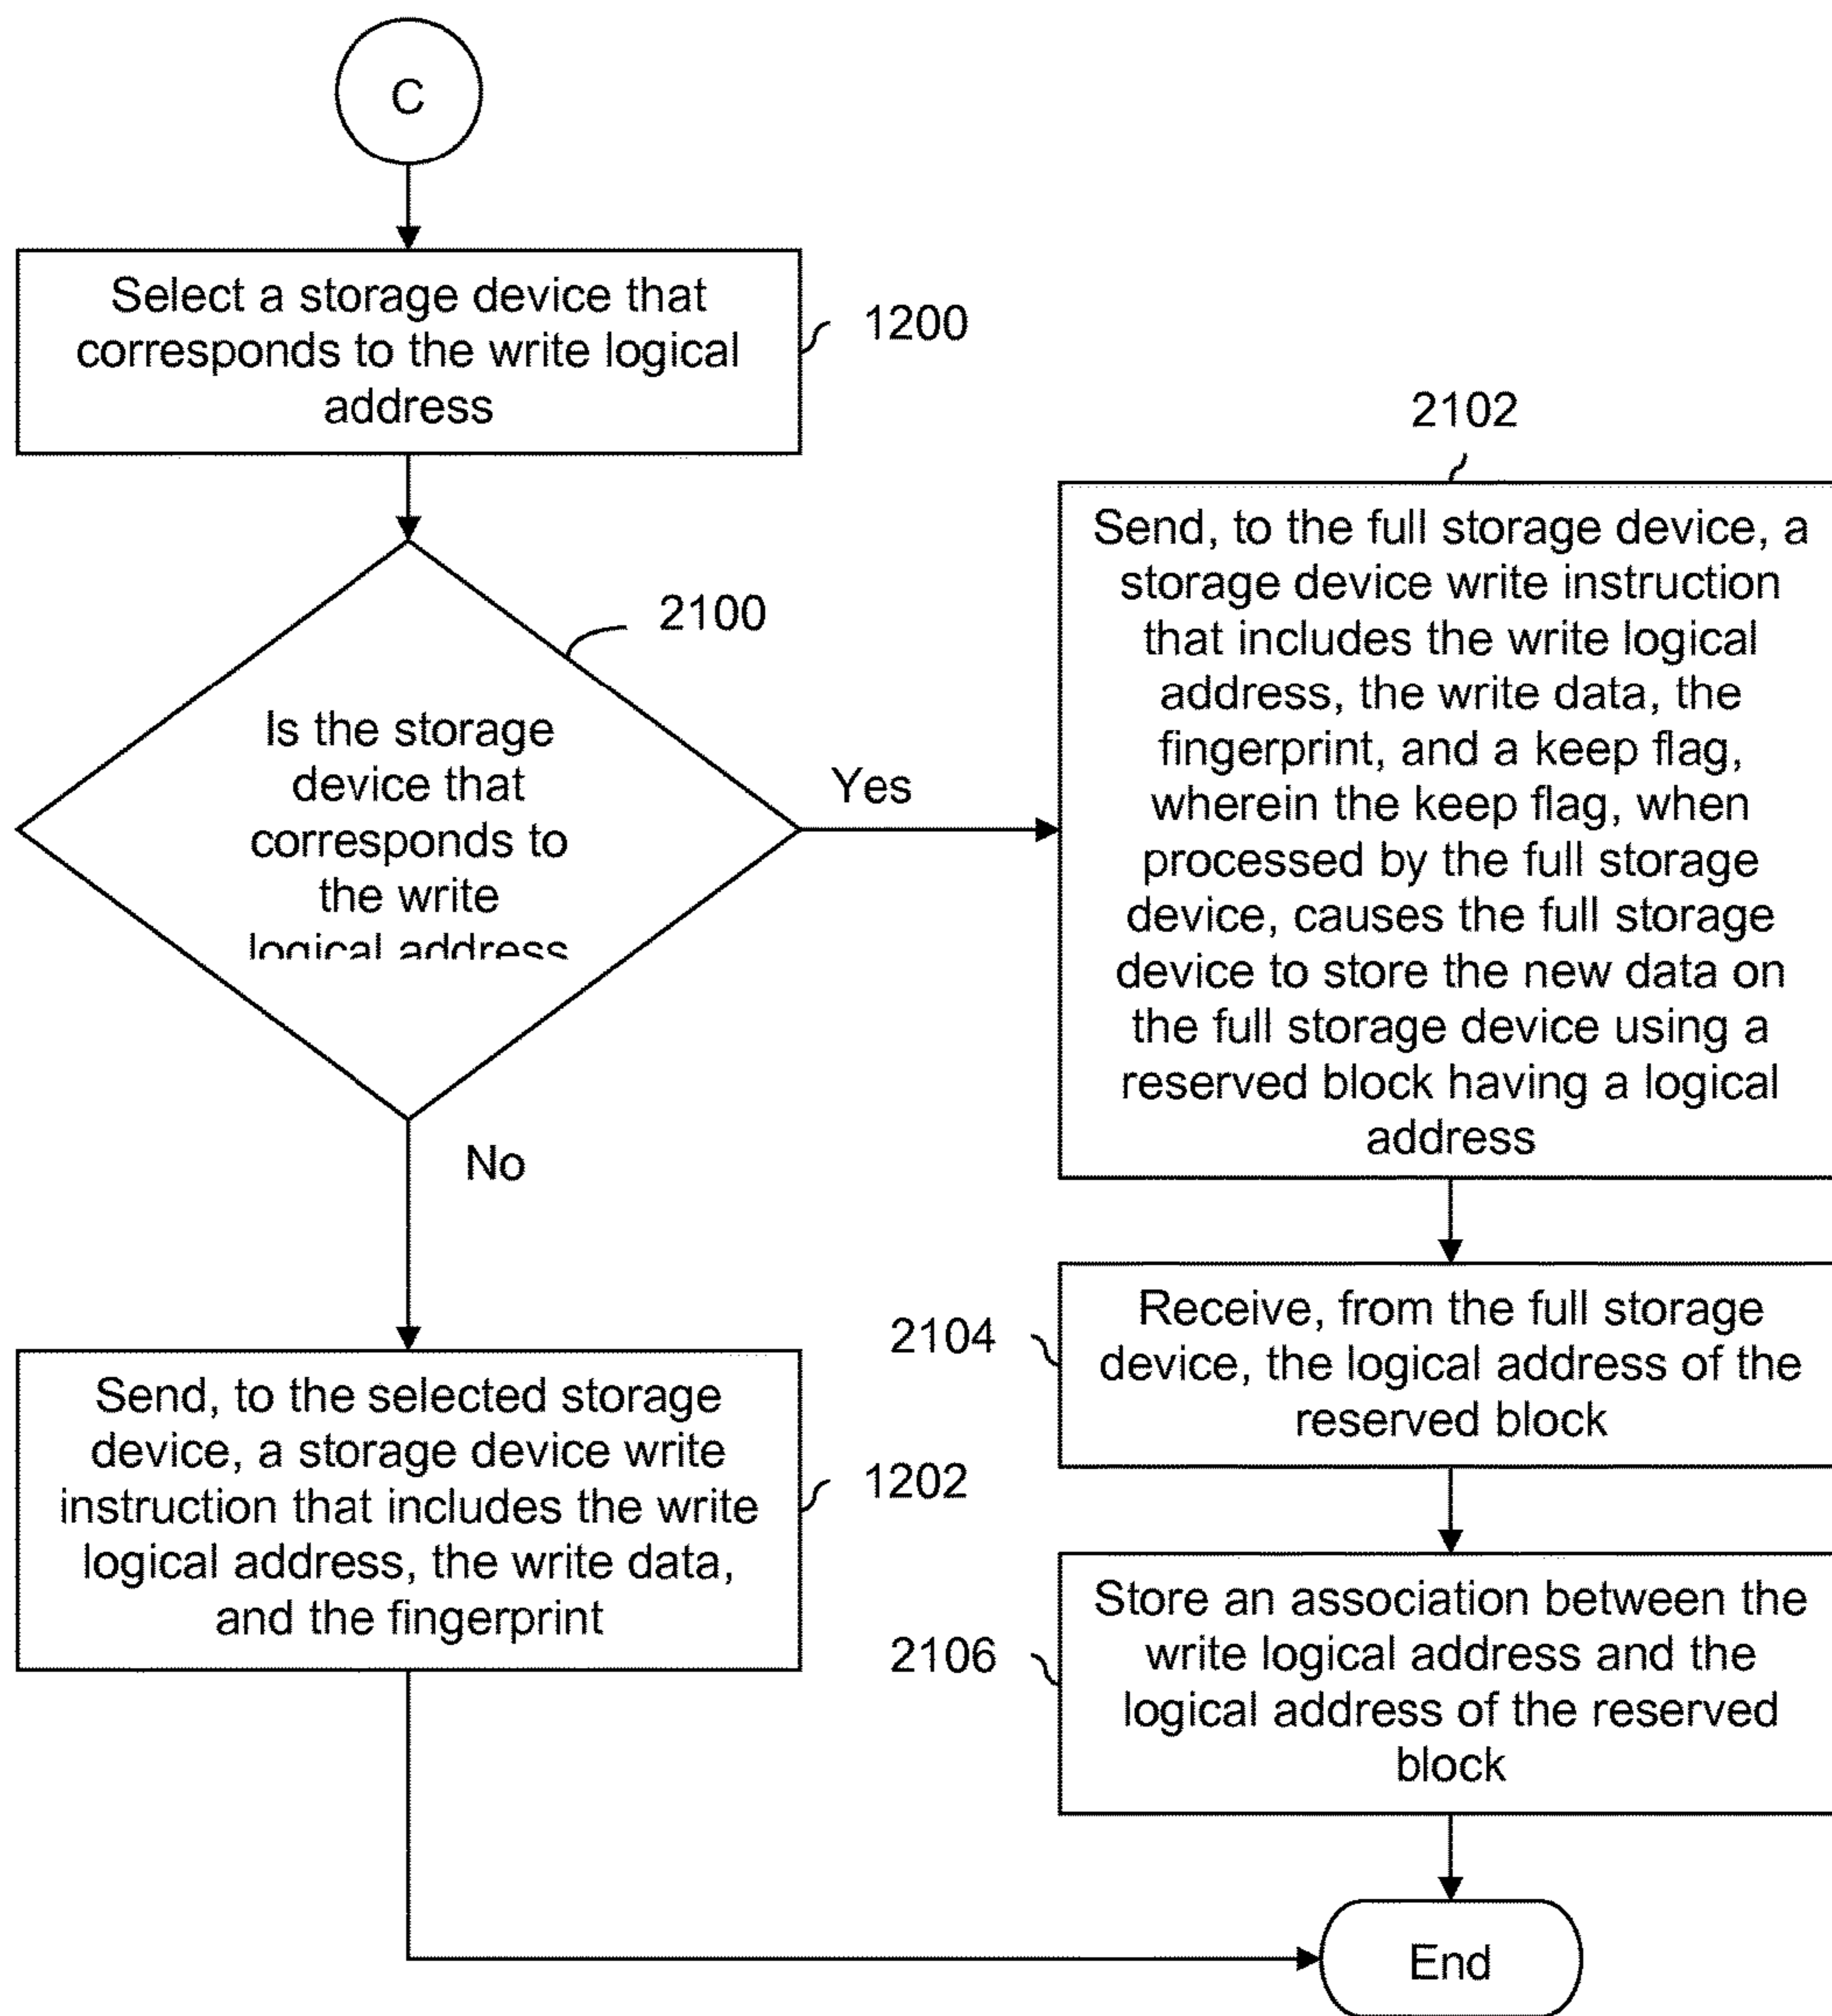 C
Select a storage device that
corresponds to the write logical
address
1200
2100
Is the storage
device that
corresponds to
the write
logical address
Yes
No
2102
Send, to the full storage device, a
storage device write instruction
that includes the write logical
address, the write data, the
fingerprint, and a keep flag,
wherein the keep flag, when
processed by the full storage
device, causes the full storage
device to store the new data on
the full storage device using a
reserved block having a logical
address
2104
Receive, from the full storage
device, the logical address of the
reserved block
Send, to the selected storage
device, a storage device write
instruction that includes the write
logical address, the write data,
and the fingerprint
1202
2106
Store an association between the
write logical address and the
logical address of the reserved
block
End